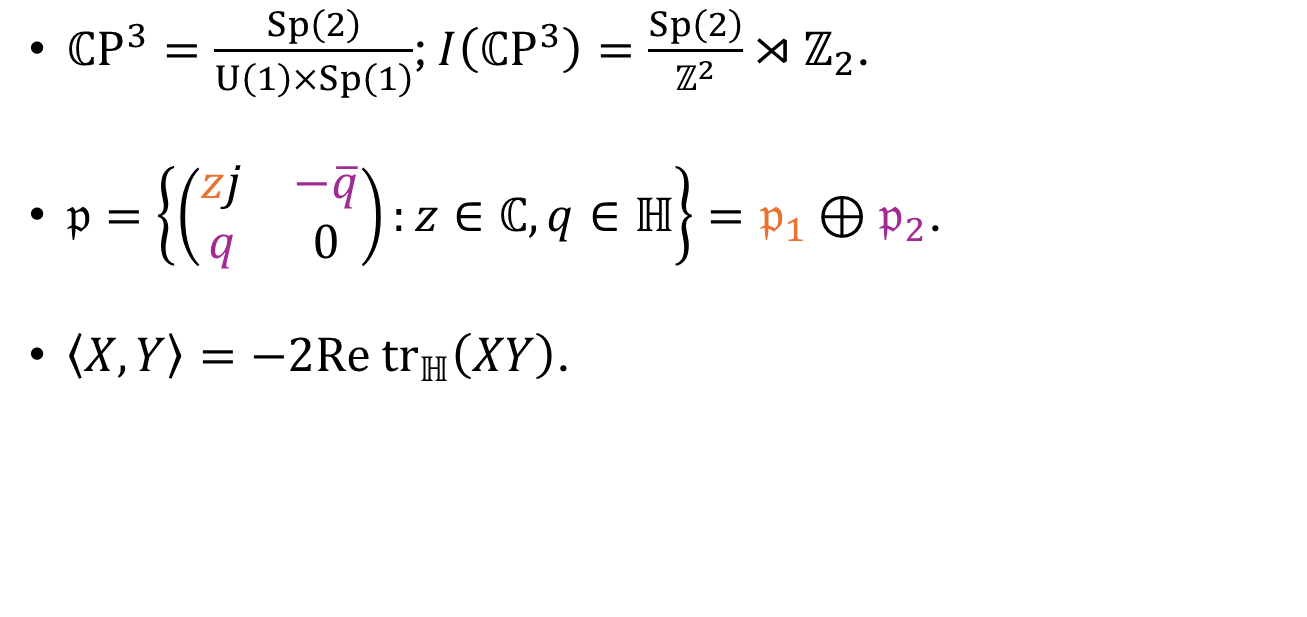 • ℂP³ = Sp(2)/(U(1)×Sp(1)); I(ℂP³) = Sp(2)/ℤ² ⋊ ℤ₂.
• 𝔭 = {(zj −q̄ ; q 0) : z ∈ ℂ, q ∈ ℍ} = 𝔭₁ ⊕ 𝔭₂.
• ⟨X, Y⟩ = −2Re tr_ℍ(XY).